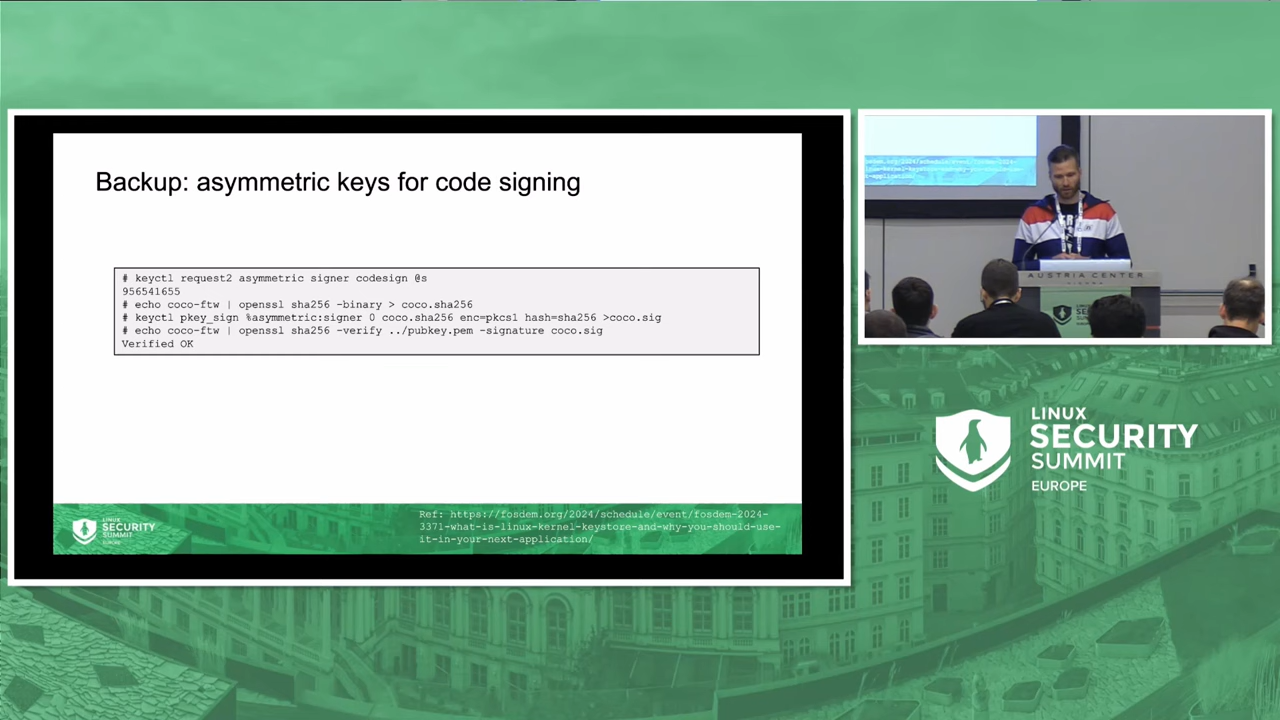 Backup: asymmetric keys for code signing
# keyctl request2 asymmetric signer codesign @s
956541655
# echo coco-ftw | openssl sha256 -binary > coco.sha256
# keyctl pkey_sign %asymmetric:signer 0 coco.sha256 enc=pkcs1 hash=sha256 >coco.sig
# echo coco-ftw | openssl sha256 -verify ../pubkey.pem -signature coco.sig
Verified OK
LINUX
SECURITY
SUMMIT
Ref: https://fosdem.org/2024/schedule/event/fosdem-2024-
3371-what-is-linux-kernel-keystore-and-why-you-should-use-
it-in-your-next-application/
AUSTRIA CENTER
LINUX
SECURITY
SUMMIT
EUROPE